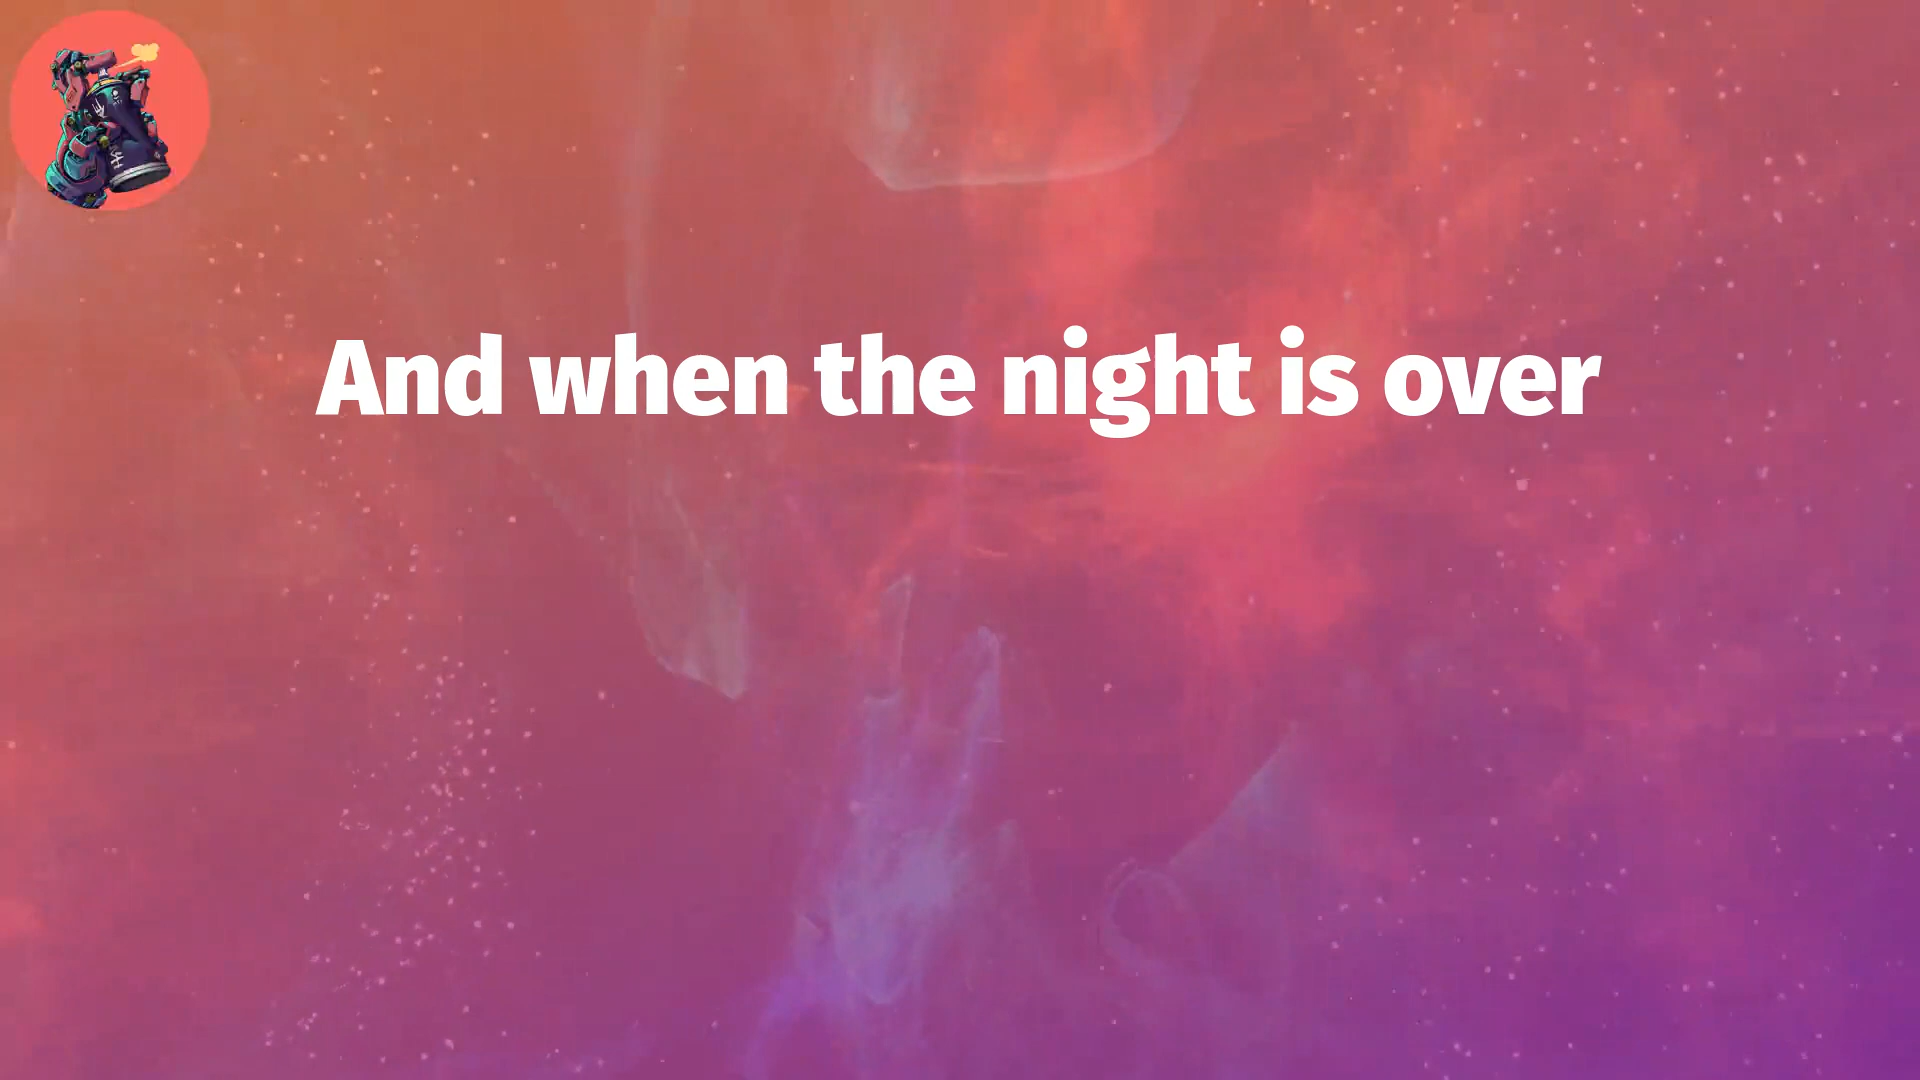 And when the night is over